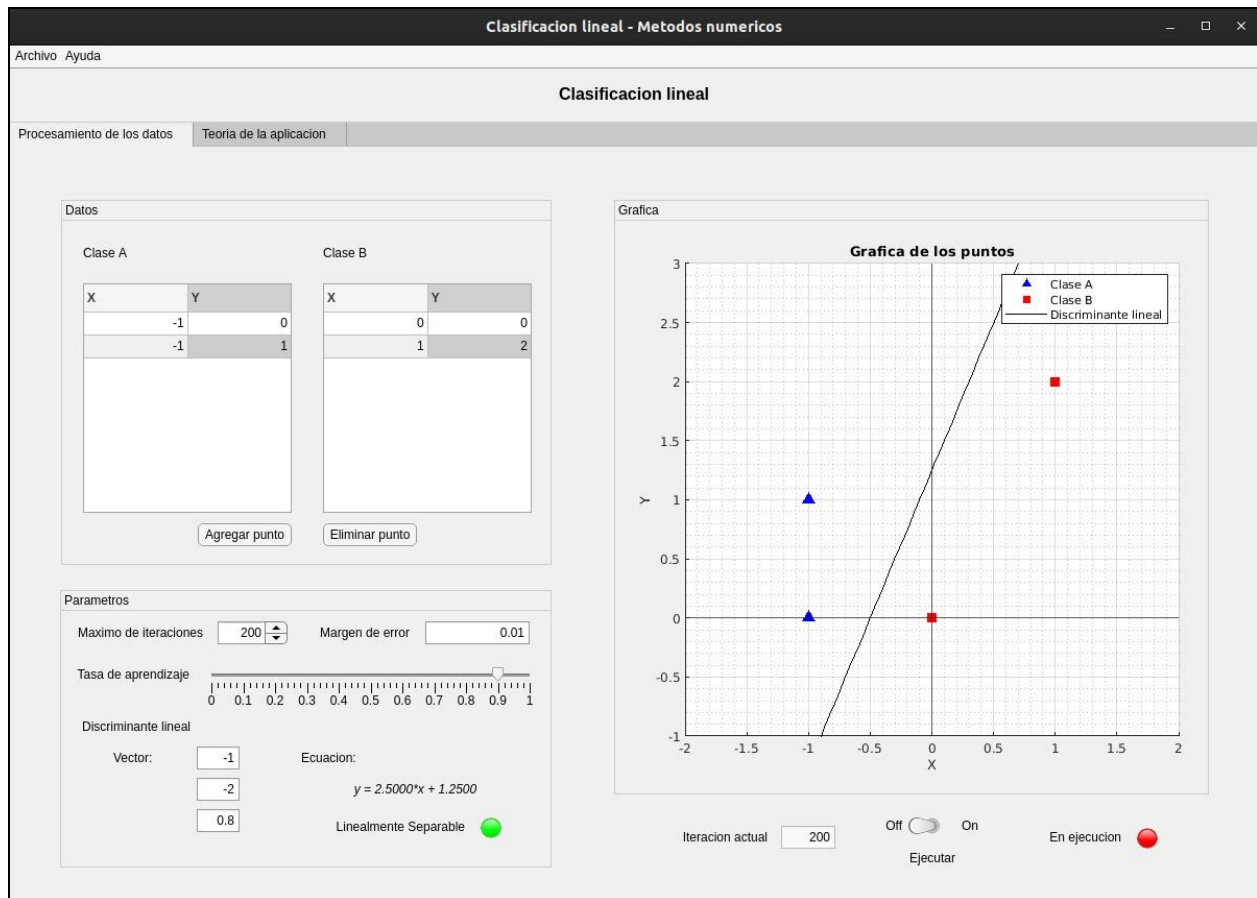 Clasificacion lineal - Metodos numericos
Archivo Ayuda
Clasificacion lineal
Procesamiento de los datos Teoria de la aplicacion
Datos
Clase A Clase B
X Y X Y
-1 0 0 0
-1 1 1 2
Agregar punto Eliminar punto
Parametros
Maximo de iteraciones 200 Margen de error 0.01
Tasa de aprendizaje
0 0.1 0.2 0.3 0.4 0.5 0.6 0.7 0.8 0.9 1
Discriminante lineal
Vector: -1 Ecuacion:
-2 y = 2.5000*x + 1.2500
0.8 Linealmente Separable
Grafica
Grafica de los puntos
Clase A
Clase B
Discriminante lineal
3
2.5
2
1.5
1
0.5
0
-0.5
-1
Y
-2 -1.5 -1 -0.5 0 0.5 1 1.5 2
X
Iteracion actual 200 Off On En ejecucion
Ejecutar